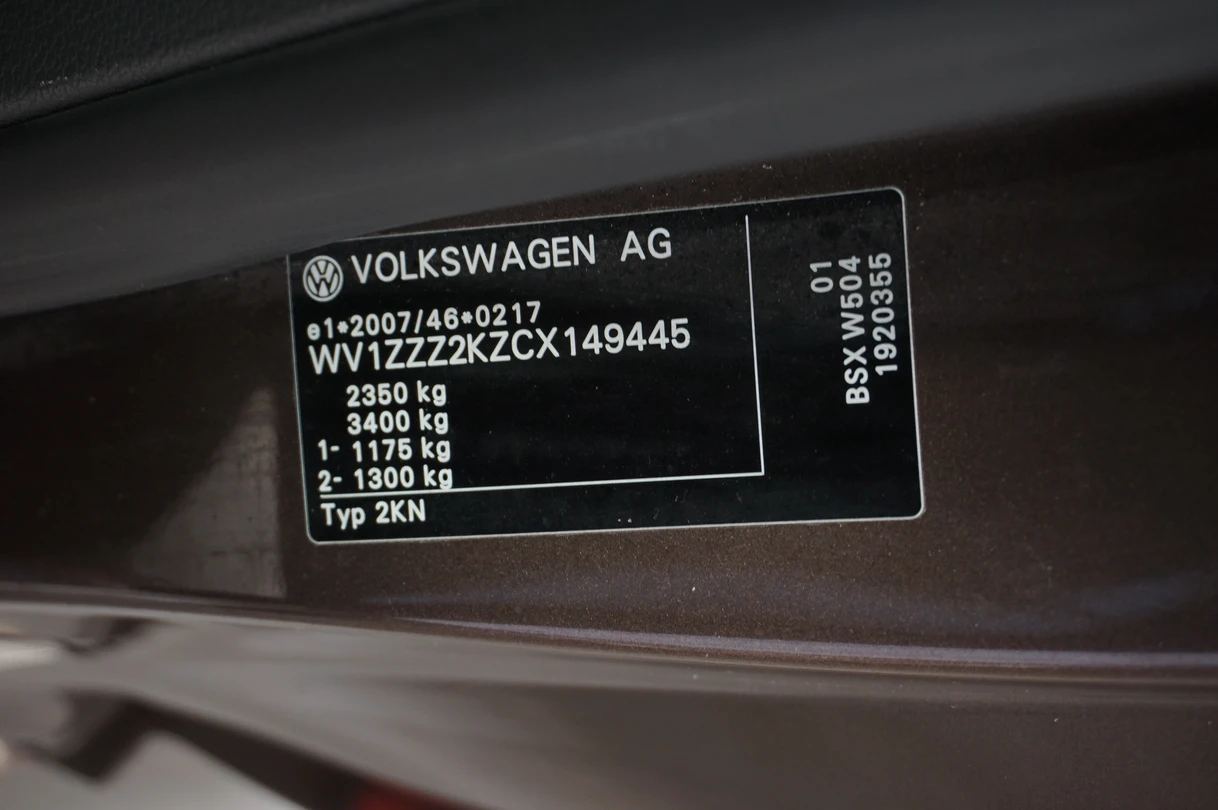 VOLKSWAGEN AG
e1*2007/46*0217
WV1ZZZ2KZCX149445
2350 kg
3400 kg
1- 1175 kg
2- 1300 kg
Typ 2KN
01
BSX W504
1920355